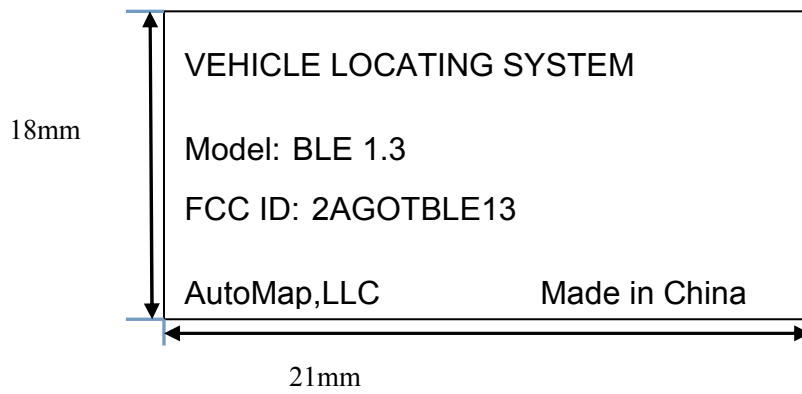 VEHICLE LOCATING SYSTEM
18mm
Model: BLE 1.3
FCC ID: 2AGOTBLE13
AutoMap,LLC Made in China
21mm